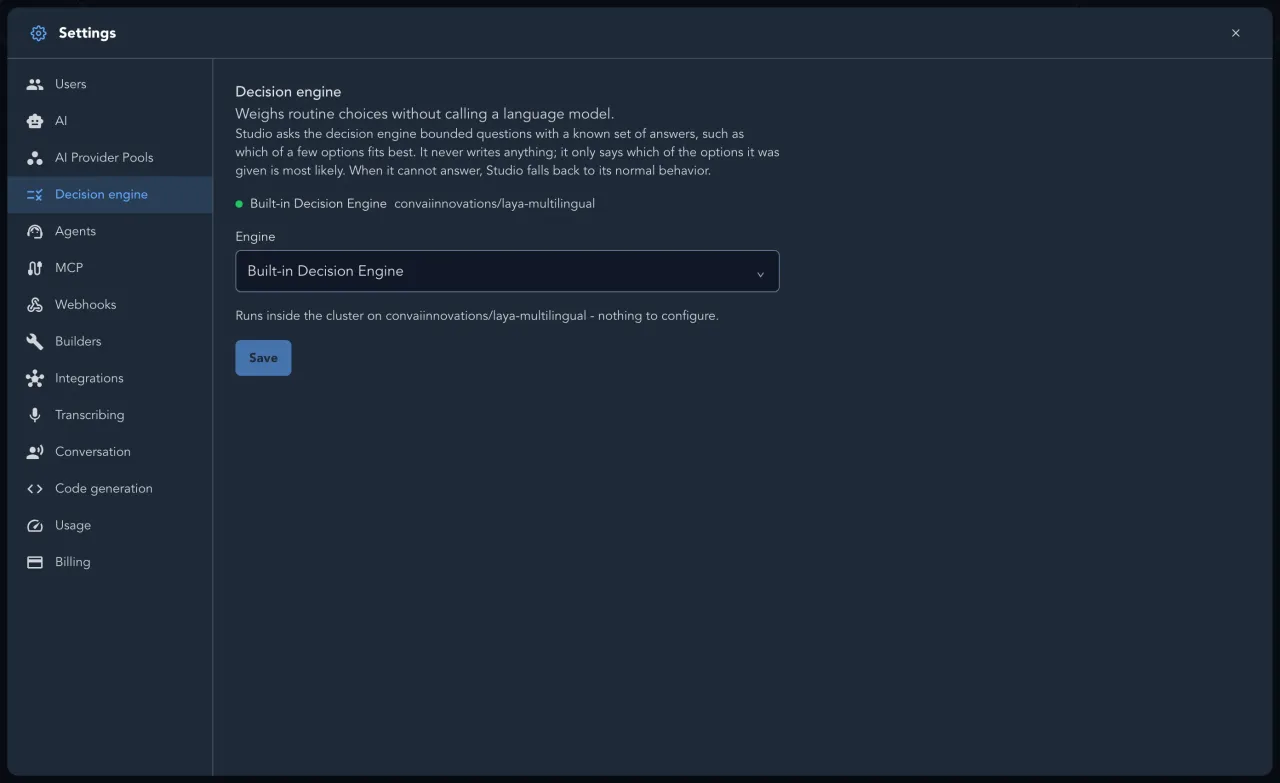 Settings
Users
AI
AI Provider Pools
Decision engine
Agents
MCP
Webhooks
Builders
Integrations
Transcribing
Conversation
Code generation
Usage
Billing
Decision engine
Weighs routine choices without calling a language model.
Studio asks the decision engine bounded questions with a known set of answers, such as
which of a few options fits best. It never writes anything; it only says which of the options it was
given is most likely. When it cannot answer, Studio falls back to its normal behavior.
Built-in Decision Engine convaiinnovations/laya-multilingual
Engine
Built-in Decision Engine
Runs inside the cluster on convaiinnovations/laya-multilingual - nothing to configure.
Save